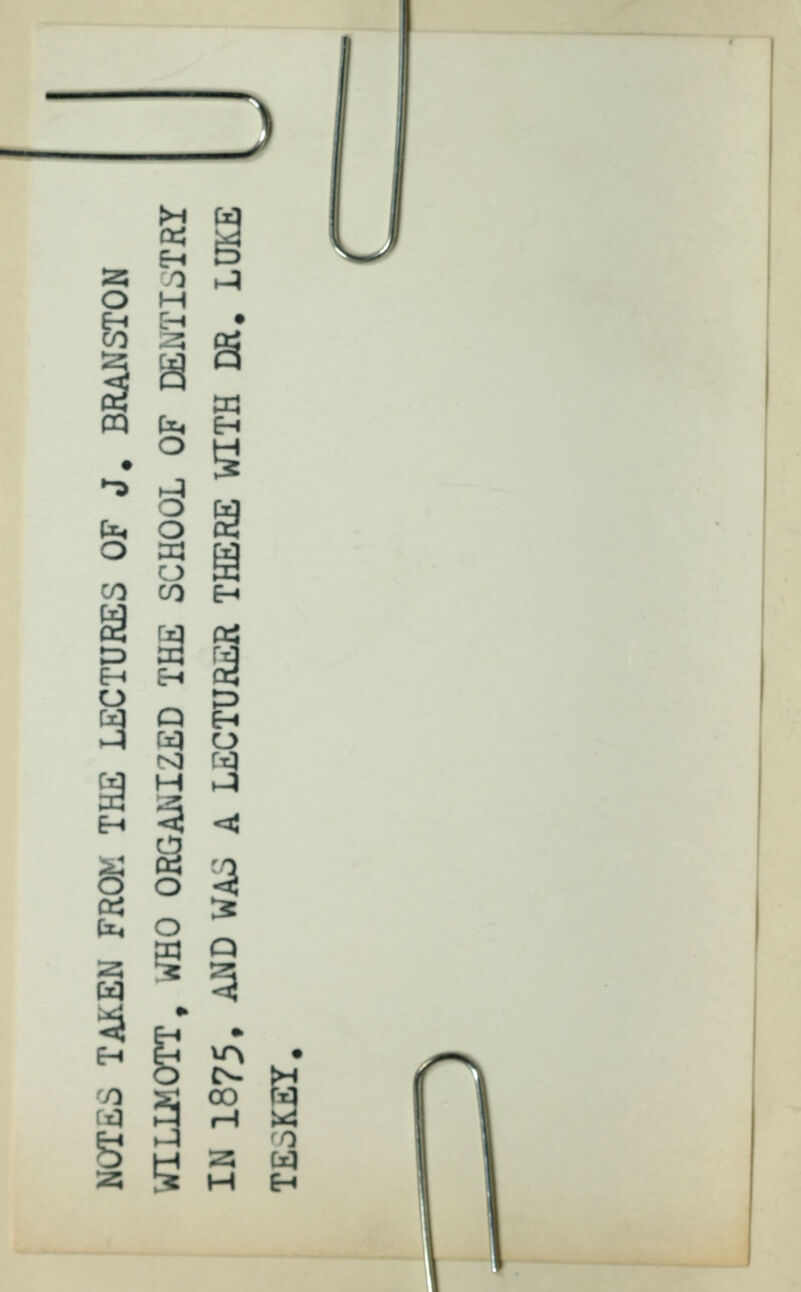 NOTES TAKEN FROM THE LECTURES OF J. BRANSTON
WILLMOTT, WHO ORGANIZED THE SCHOOL OF DENTISTRY
IN 1875, AND WAS A LECTURER THERE WITH DR. LUKE
TESKEY.